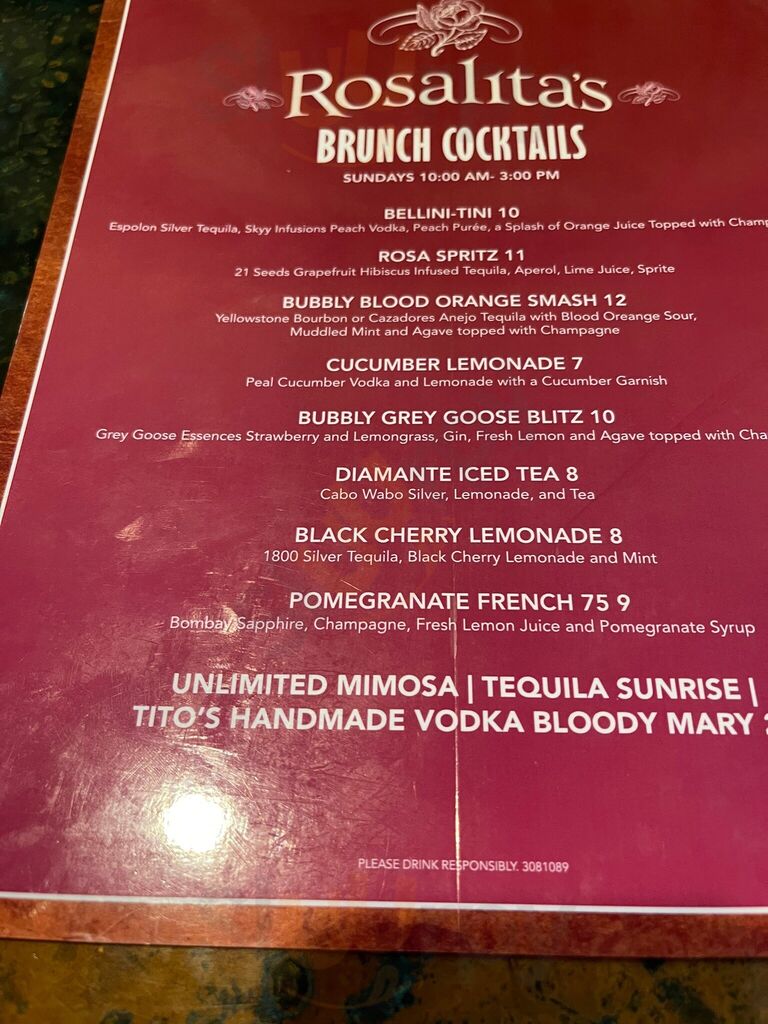 Rosalita's
BRUNCH COCKTAILS
SUNDAYS 10:00 AM- 3:00 PM
BELLINI-TINI 10
Espolon Silver Tequila, Skyy Infusions Peach Vodka, Peach Purée, a Splash of Orange Juice Topped with Champ
ROSA SPRITZ 11
21 Seeds Grapefruit Hibiscus Infused Tequila, Aperol, Lime Juice, Sprite
BUBBLY BLOOD ORANGE SMASH 12
Yellowstone Bourbon or Cazadores Anejo Tequila with Blood Oreange Sour,
Muddled Mint and Agave topped with Champagne
CUCUMBER LEMONADE 7
Peal Cucumber Vodka and Lemonade with a Cucumber Garnish
BUBBLY GREY GOOSE BLITZ 10
Grey Goose Essences Strawberry and Lemongrass, Gin, Fresh Lemon and Agave topped with Cha
DIAMANTE ICED TEA 8
Cabo Wabo Silver, Lemonade, and Tea
BLACK CHERRY LEMONADE 8
1800 Silver Tequila, Black Cherry Lemonade and Mint
POMEGRANATE FRENCH 75 9
Bombay Sapphire, Champagne, Fresh Lemon Juice and Pomegranate Syrup
UNLIMITED MIMOSA | TEQUILA SUNRISE |
TITO'S HANDMADE VODKA BLOODY MARY
PLEASE DRINK RESPONSIBLY. 3081089